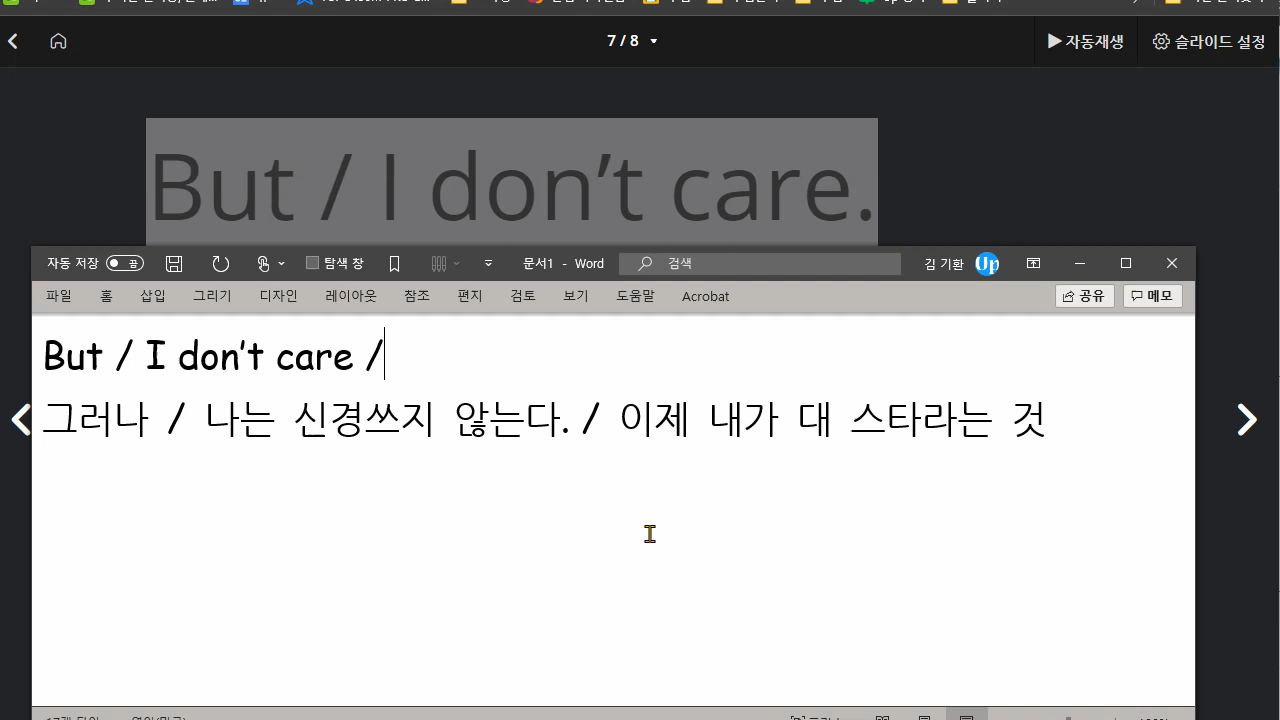 7 / 8
자동재생
슬라이드 설정
But / I don’t care.
자동 저장
끔
탐색 창
문서1 - Word
검색
김 기환
Up
파일 홈 삽입 그리기 디자인 레이아웃 참조 편지 검토 보기 도움말 Acrobat
공유
메모
But / I don’t care /
그러나 / 나는 신경쓰지 않는다. / 이제 내가 대 스타라는 것